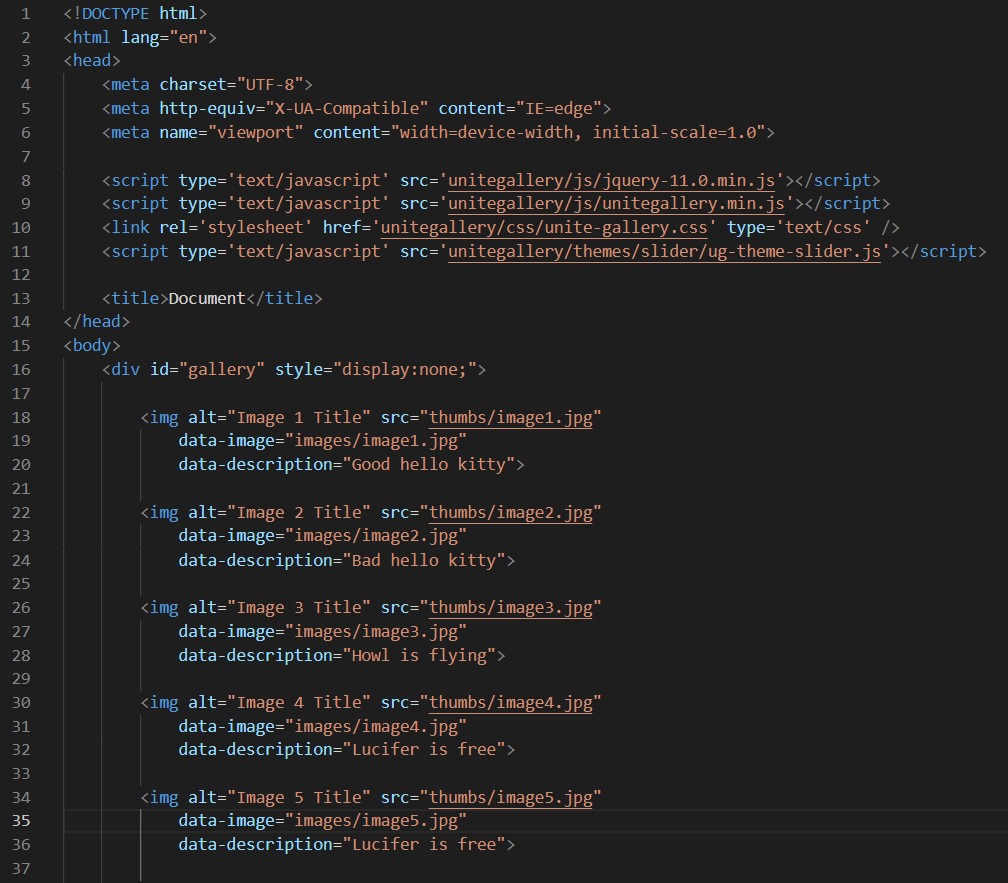 1 <!DOCTYPE html>
2 <html lang="en">
3 <head>
4     <meta charset="UTF-8">
5     <meta http-equiv="X-UA-Compatible" content="IE=edge">
6     <meta name="viewport" content="width=device-width, initial-scale=1.0">
7
8     <script type='text/javascript' src='unitegallery/js/jquery-11.0.min.js'></script>
9     <script type='text/javascript' src='unitegallery/js/unitegallery.min.js'></script>
10     <link rel='stylesheet' href='unitegallery/css/unite-gallery.css' type='text/css' />
11     <script type='text/javascript' src='unitegallery/themes/slider/ug-theme-slider.js'></script>
12
13     <title>Document</title>
14 </head>
15 <body>
16     <div id="gallery" style="display:none;">
17
18         <img alt="Image 1 Title" src="thumbs/image1.jpg"
19             data-image="images/image1.jpg"
20             data-description="Good hello kitty">
21
22         <img alt="Image 2 Title" src="thumbs/image2.jpg"
23             data-image="images/image2.jpg"
24             data-description="Bad hello kitty">
25
26         <img alt="Image 3 Title" src="thumbs/image3.jpg"
27             data-image="images/image3.jpg"
28             data-description="Howl is flying">
29
30         <img alt="Image 4 Title" src="thumbs/image4.jpg"
31             data-image="images/image4.jpg"
32             data-description="Lucifer is free">
33
34         <img alt="Image 5 Title" src="thumbs/image5.jpg"
35             data-image="images/image5.jpg"
36             data-description="Lucifer is free">
37